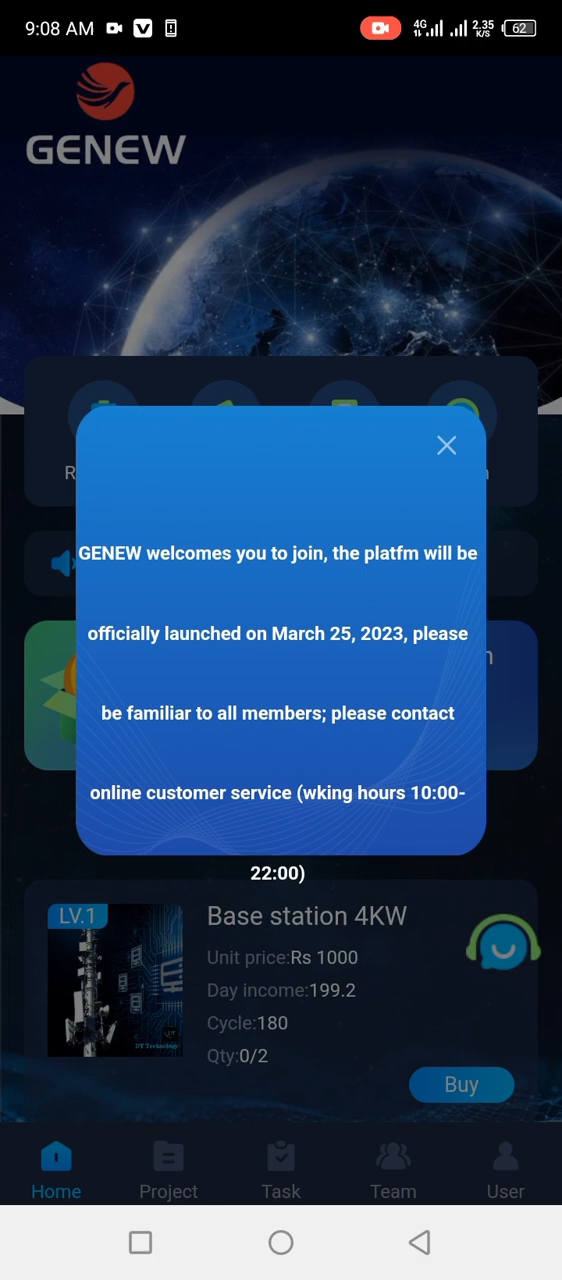 9:08 AM
4G
2.35
K/S
62
GENEW
R
GENEW welcomes you to join, the platfm will be
officially launched on March 25, 2023, please
be familiar to all members; please contact
online customer service (wking hours 10:00-
22:00)
LV.1
Base station 4KW
Unit price:Rs 1000
Day income:199.2
Cycle:180
Qty:0/2
DT Technology
Buy
Home
Project
Task
Team
User